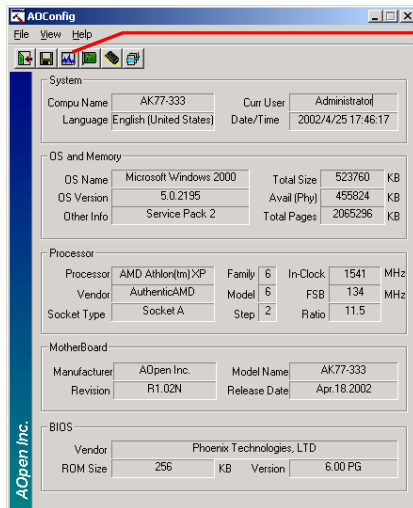 AOConfig
File View Help
System
Compu Name AK77-333 Curr User Administrator
Language English (United States) Date/Time 2002/4/25 17:46:17
OS and Memory
OS Name Microsoft Windows 2000 Total Size 523760 KB
OS Version 5.0.2195 Avail (Phy) 455824 KB
Other Info Service Pack 2 Total Pages 2065296 KB
Processor
Processor AMD Athlon(tm) XP Family 6 In-Clock 1541 MHz
Vendor AuthenticAMD Model 6 FSB 134 MHz
Socket Type Socket A Step 2 Ratio 11.5
MotherBoard
Manufacturer AOpen Inc. Model Name AK77-333
Revision R1.02N Release Date Apr.18.2002
BIOS
Vendor Phoenix Technologies, LTD
ROM Size 256 KB Version 6.00 PG
AOpen Inc.